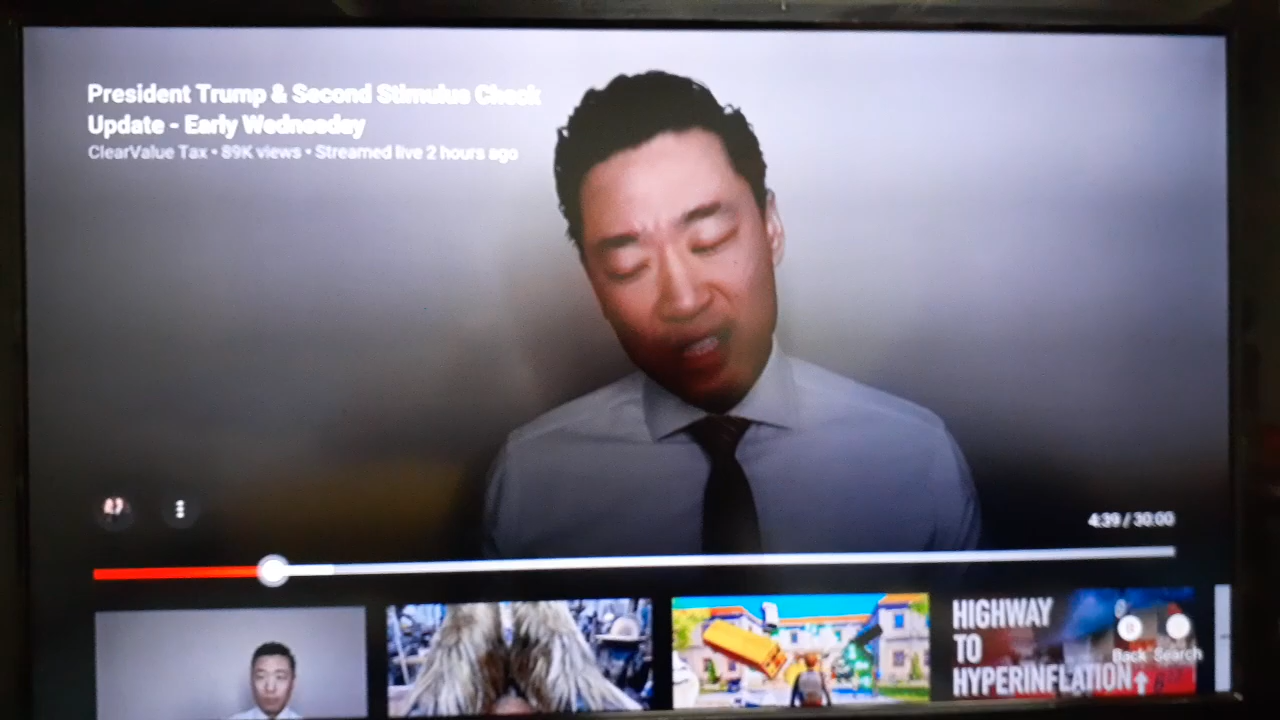 President Trump & Second Stimulus Check
Update - Early Wednesday
ClearValue Tax • 89K views • Streamed live 2 hours ago
4:39 / 30:00
HIGHWAY
TO
HYPERINFLATION
B
Back Search